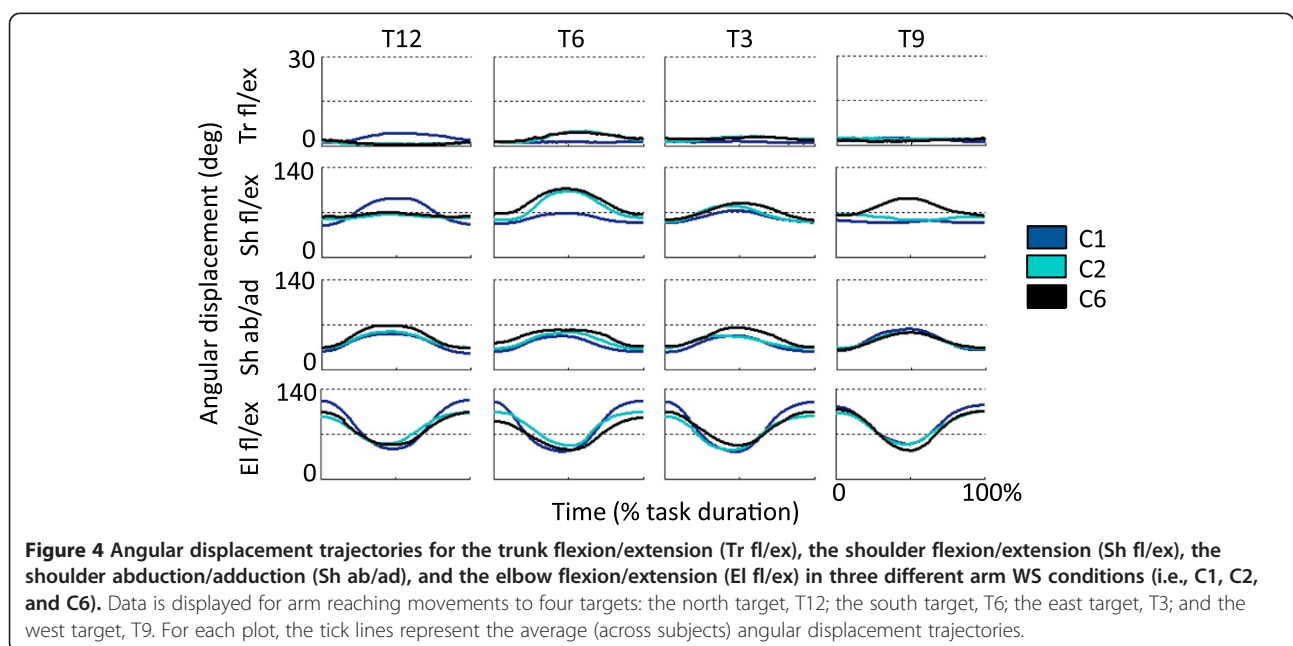 T12 T6 T3 T9
Angular displacement (deg)
Tr fl/ex
30
0
Sh fl/ex
140
0
Sh ab/ad
140
0
El fl/ex
140
0
C1
C2
C6
0 100%
Time (% task duration)
Figure 4 Angular displacement trajectories for the trunk flexion/extension (Tr fl/ex), the shoulder flexion/extension (Sh fl/ex), the
shoulder abduction/adduction (Sh ab/ad), and the elbow flexion/extension (El fl/ex) in three different arm WS conditions (i.e., C1, C2,
and C6). Data is displayed for arm reaching movements to four targets: the north target, T12; the south target, T6; the east target, T3; and the
west target, T9. For each plot, the tick lines represent the average (across subjects) angular displacement trajectories.